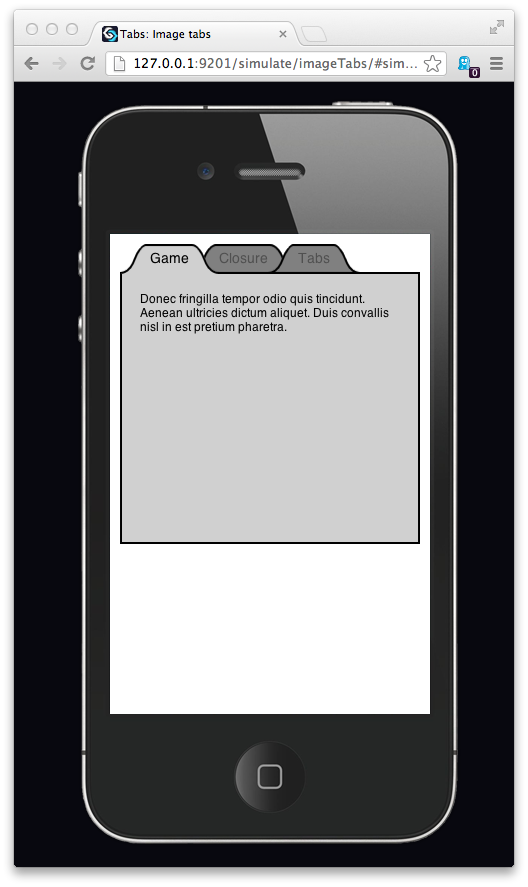 Tabs: Image tabs
127.0.0.1:9201/simulate/imageTabs/#sim...
0
Game Closure Tabs
Donec fringilla tempor odio quis tincidunt.
Aenean ultricies dictum aliquet. Duis convallis
nisl in est pretium pharetra.